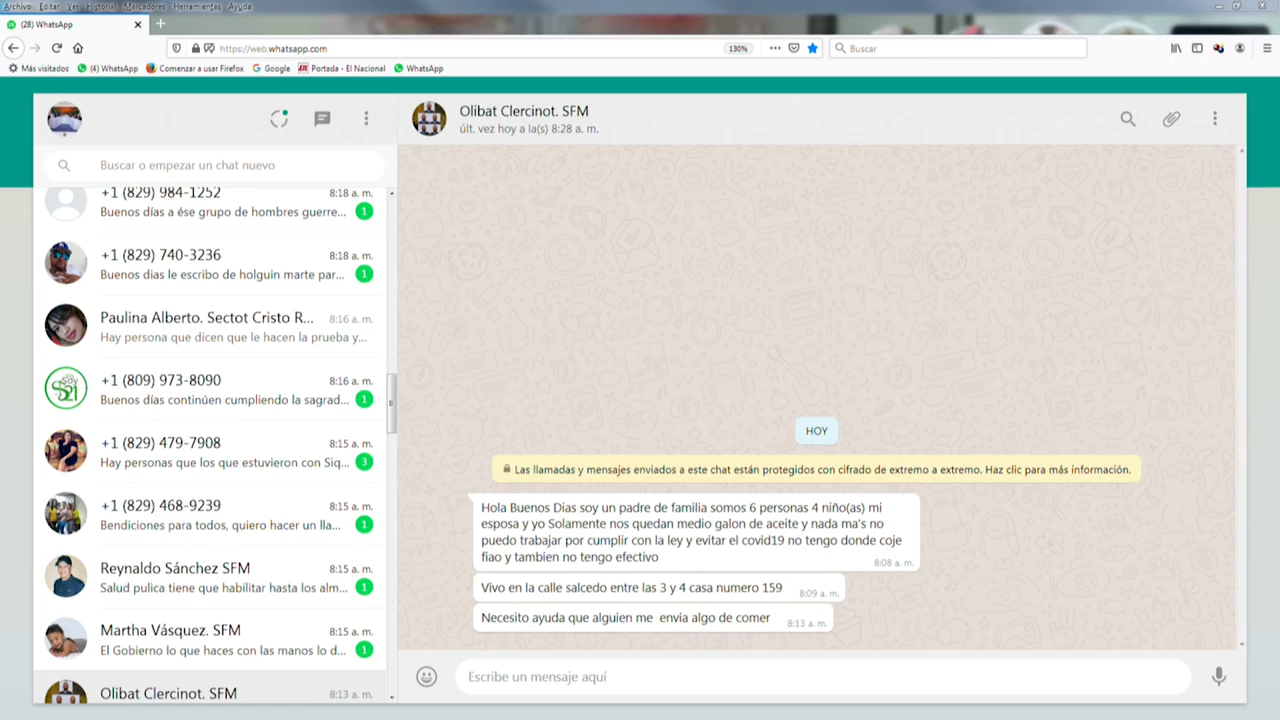 Archivo Editar Ver Historial Marcadores Herramientas Ayuda
(28) WhatsApp
https://web.whatsapp.com
130%
Buscar
Más visitados (4) WhatsApp Comenzar a usar Firefox Google Portada - El Nacional WhatsApp
Buscar o empezar un chat nuevo
+1 (829) 984-1252 8:18 a. m.
Buenos días a ése grupo de hombres guerre... 1
+1 (829) 740-3236 8:18 a. m.
Buenos dias le escribo de holguin marte par... 1
Paulina Alberto. Sectot Cristo R... 8:16 a. m.
Hay persona que dicen que le hacen la prueba y...
Soy S21
+1 (809) 973-8090 8:16 a. m.
Buenos días continúen cumpliendo la sagrad... 1
+1 (829) 479-7908 8:15 a. m.
Hay personas que los que estuvieron con Siq... 3
+1 (829) 468-9239 8:15 a. m.
Bendiciones para todos, quiero hacer un lla... 1
Reynaldo Sánchez SFM 8:15 a. m.
Salud pulica tiene que habilitar hasta los alm... 1
Martha Vásquez. SFM 8:15 a. m.
El Gobierno lo que haces con las manos lo d... 1
Olibat Clercinot. SFM 8:13 a. m.
Olibat Clercinot. SFM
últ. vez hoy a la(s) 8:28 a. m.
HOY
Las llamadas y mensajes enviados a este chat están protegidos con cifrado de extremo a extremo. Haz clic para más información.
Hola Buenos Dias soy un padre de familia somos 6 personas 4 niño(as) mi
esposa y yo Solamente nos quedan medio galon de aceite y nada ma's no
puedo trabajar por cumplir con la ley y evitar el covid19 no tengo donde coje
fiao y tambien no tengo efectivo
8:08 a. m.
Vivo en la calle salcedo entre las 3 y 4 casa numero 159 8:09 a. m.
Necesito ayuda que alguien me envia algo de comer 8:13 a. m.
Escribe un mensaje aquí